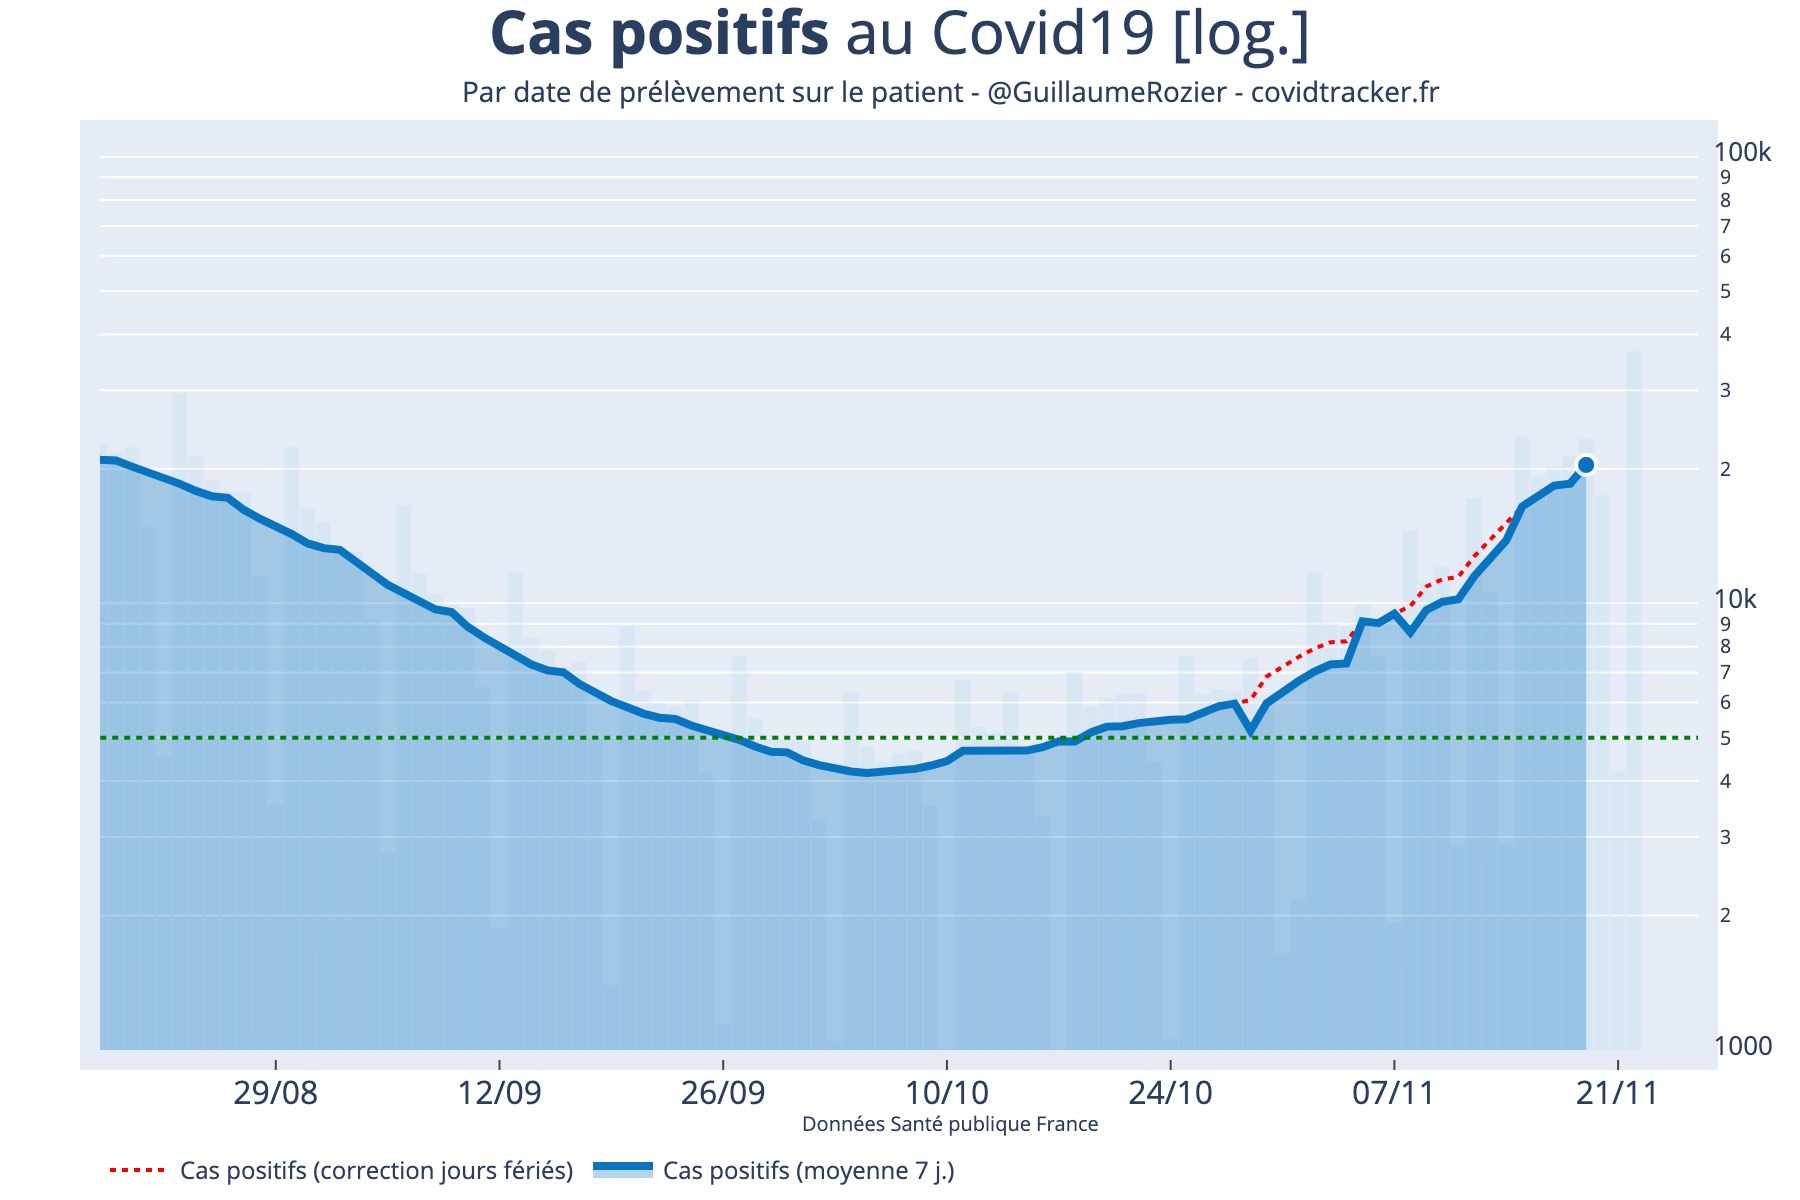 Cas positifs au Covid19 [log.]
Par date de prélèvement sur le patient - @GuillaumeRozier - covidtracker.fr
100k
9
8
7
6
5
4
3
2
10k
9
8
7
6
5
4
3
2
1000
29/08 12/09 26/09 10/10 24/10 07/11 21/11
Données Santé publique France
Cas positifs (correction jours fériés) Cas positifs (moyenne 7 j.)